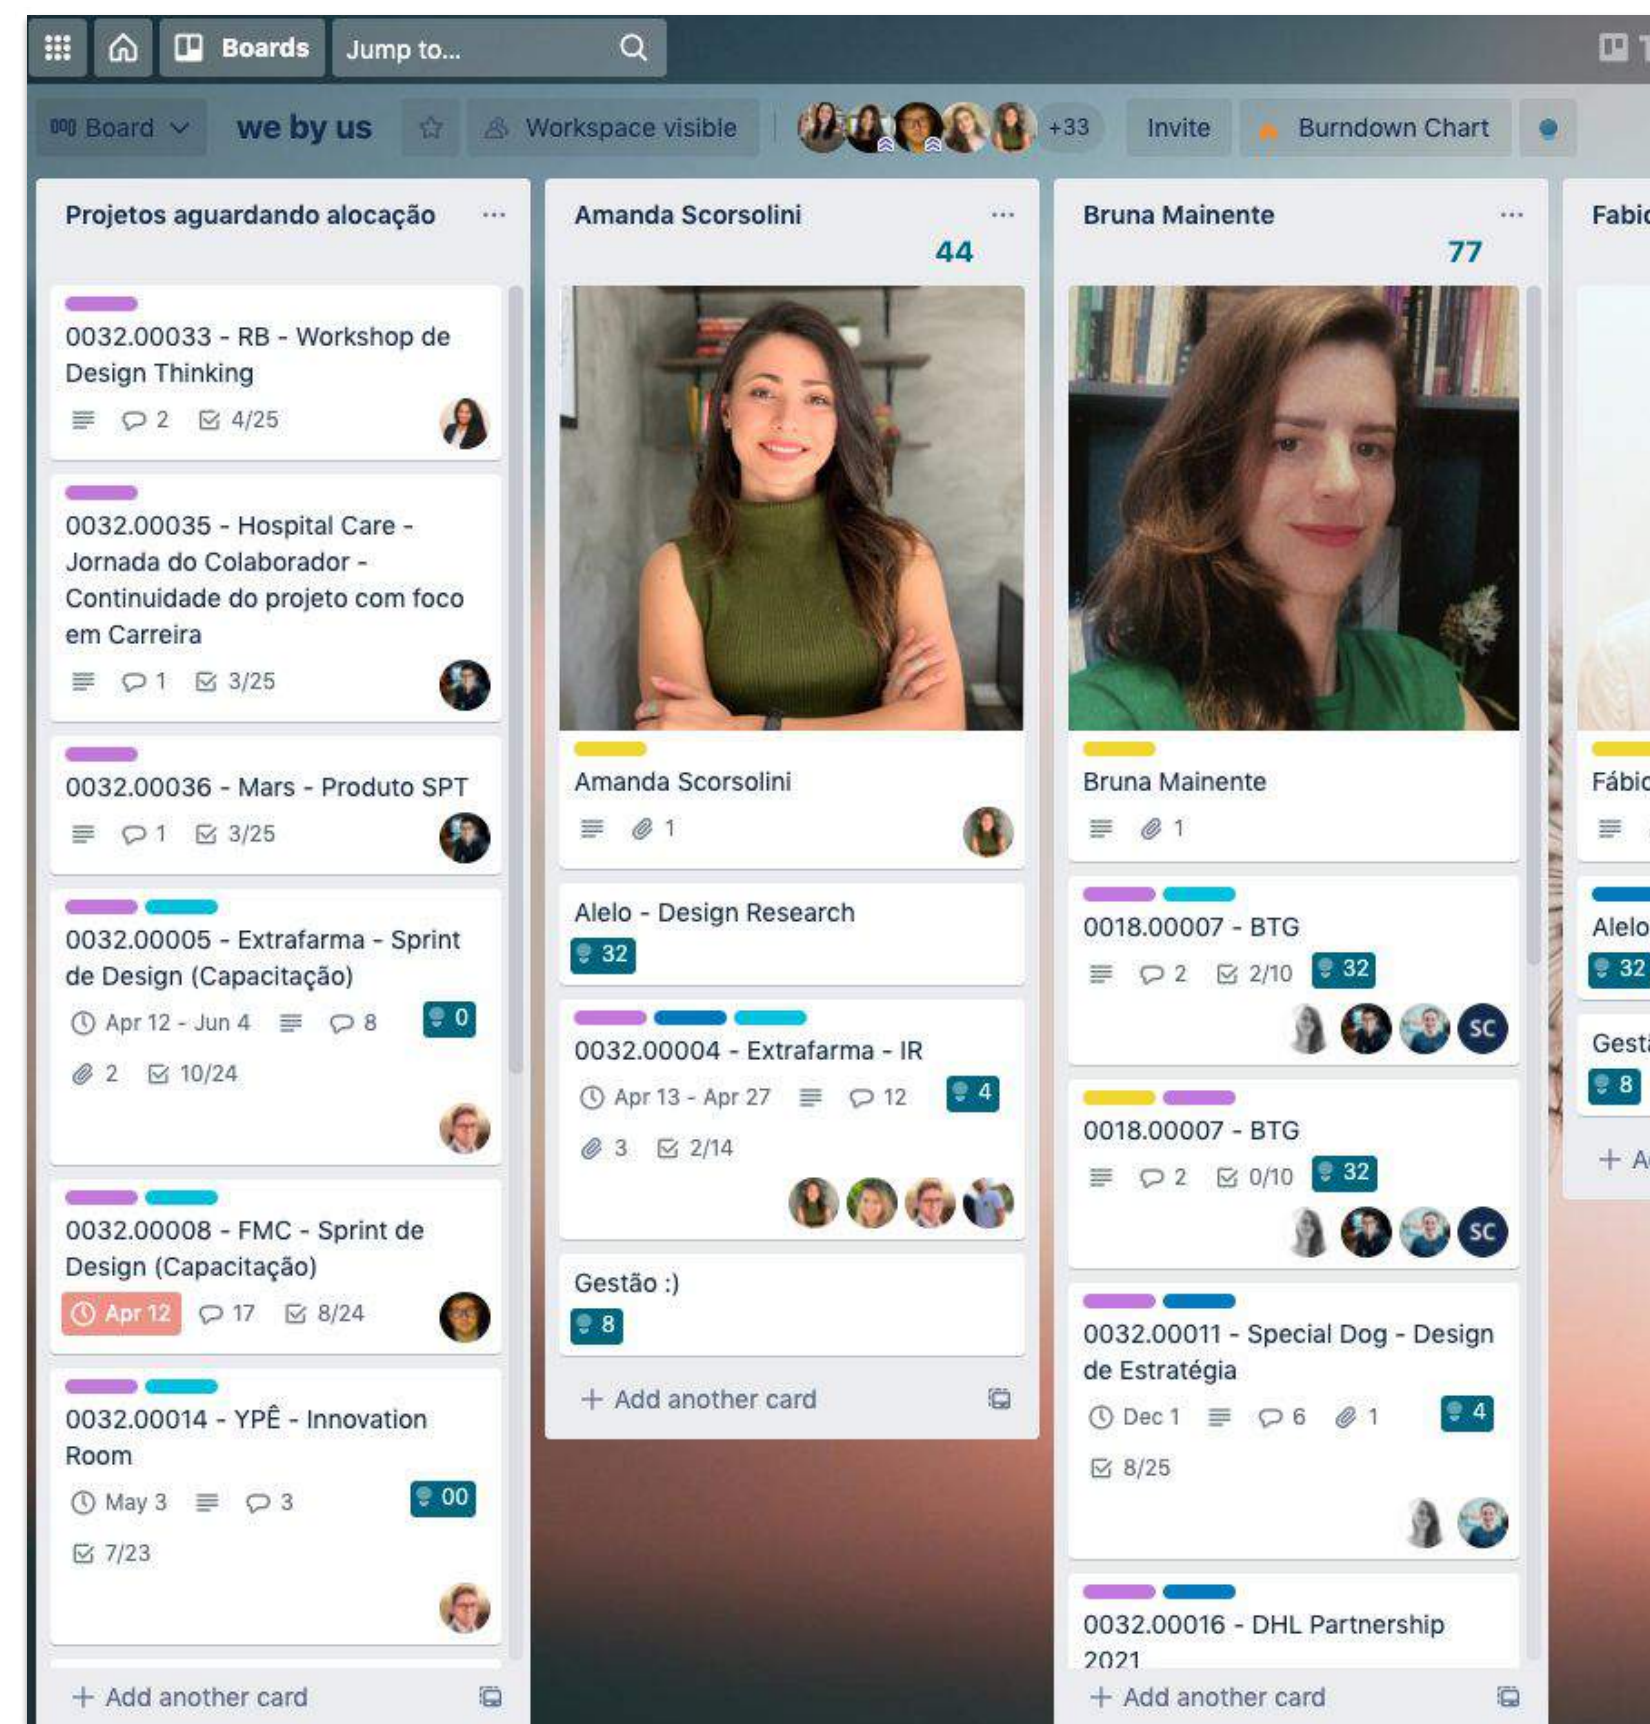 Boards
Jump to...
Board
we by us
Workspace visible
+33
Invite
Burndown Chart
Projetos aguardando alocação
0032.00033 - RB - Workshop de
Design Thinking
2
4/25
0032.00035 - Hospital Care -
Jornada do Colaborador -
Continuidade do projeto com foco
em Carreira
1
3/25
0032.00036 - Mars - Produto SPT
1
3/25
0032.00005 - Extrafarma - Sprint
de Design (Capacitação)
Apr 12 - Jun 4
8
0
2
10/24
0032.00008 - FMC - Sprint de
Design (Capacitação)
Apr 12
17
8/24
0032.00014 - YPÊ - Innovation
Room
May 3
3
00
7/23
+ Add another card
Amanda Scorsolini
44
Amanda Scorsolini
1
Alelo - Design Research
32
0032.00004 - Extrafarma - IR
Apr 13 - Apr 27
12
4
3
2/14
Gestão :)
8
+ Add another card
Bruna Mainente
77
Bruna Mainente
1
0018.00007 - BTG
2
2/10
32
SC
0018.00007 - BTG
2
0/10
32
SC
0032.00011 - Special Dog - Design
de Estratégia
Dec 1
6
1
4
8/25
0032.00016 - DHL Partnership
2021
+ Add another card
Alelo
32
8